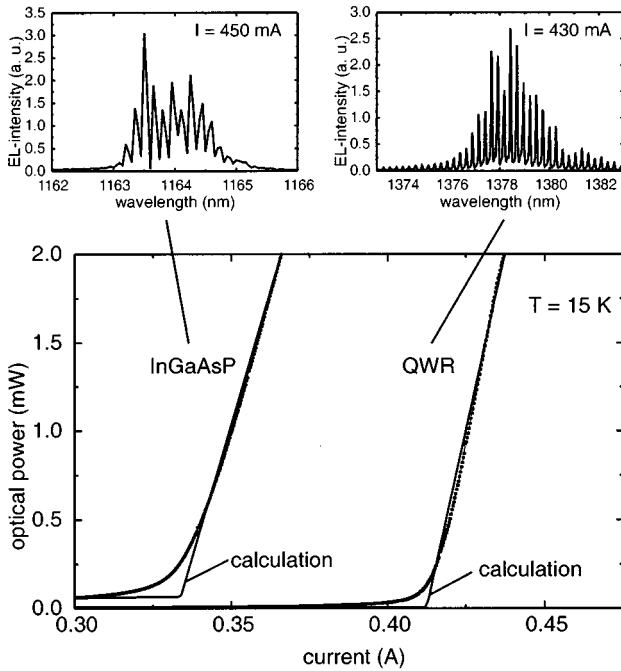 I = 450 mA
EL-intensity (a. u.)
3.5
3.0
2.5
2.0
1.5
1.0
0.5
0.0
1162 1163 1164 1165 1166
wavelength (nm)
I = 430 mA
EL-intensity (a. u.)
3.0
2.5
2.0
1.5
1.0
0.5
0.0
1374 1376 1378 1380 1382
wavelength (nm)
T = 15 K
InGaAsP
QWR
calculation
calculation
optical power (mW)
2.0
1.5
1.0
0.5
0.0
0.30 0.35 0.40 0.45
current (A)